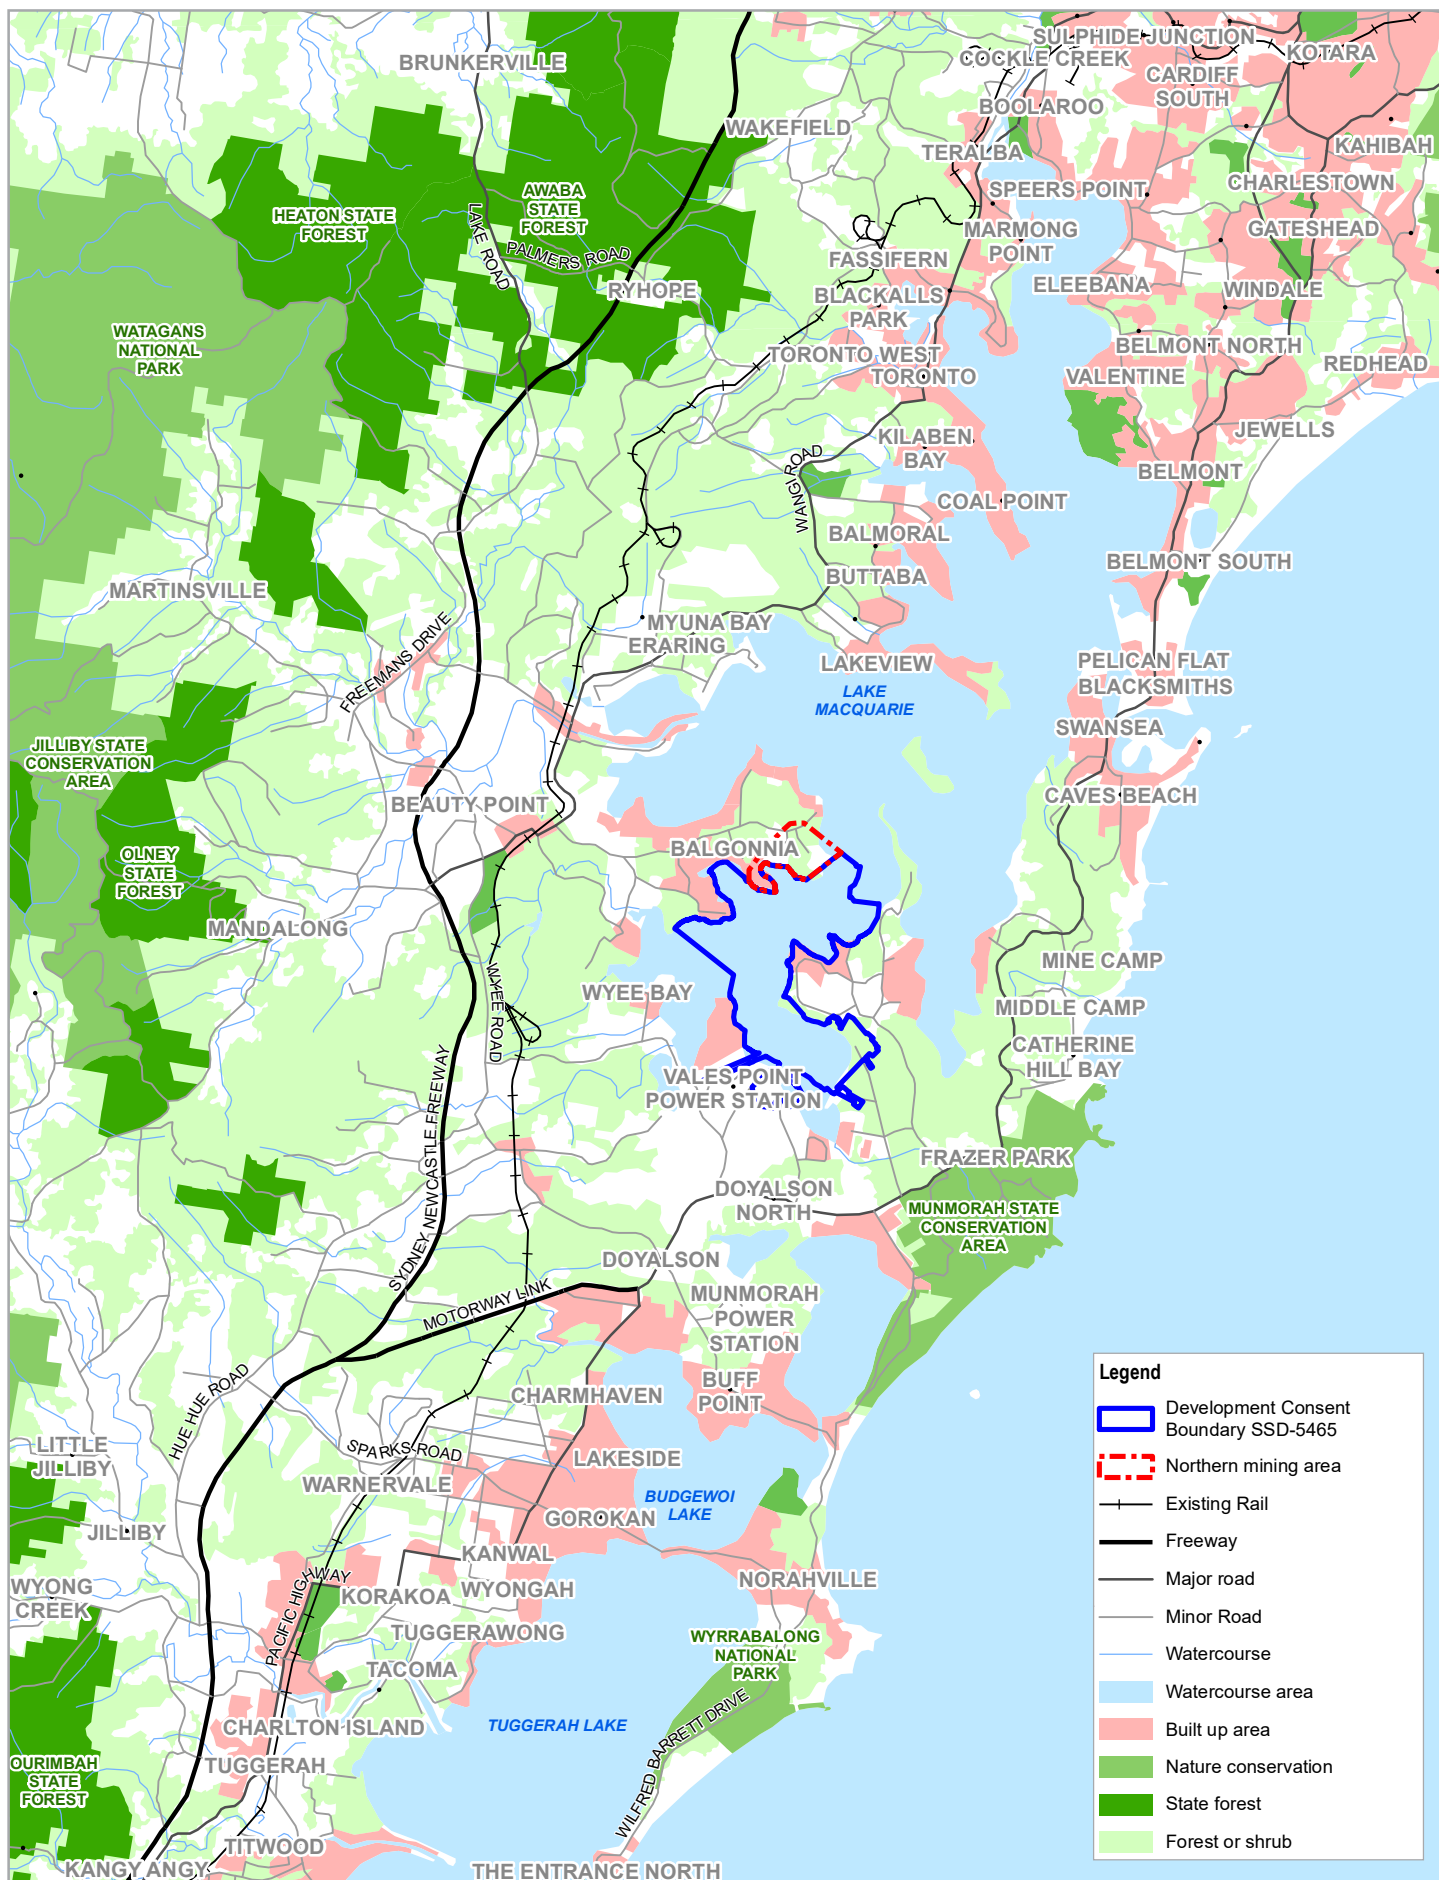 BRUNKERVILLE
SULPHIDE JUNCTION
COCKLE CREEK
KOTARA
CARDIFF
SOUTH
BOOLAROO
WAKEFIELD
KAHIBAH
TERALBA
SPEERS POINT
CHARLESTOWN
AWABA
STATE
FOREST
HEATON STATE
FOREST
LAKE ROAD
PALMERS ROAD
MARMONG
POINT
GATESHEAD
FASSIFERN
RYHOPE
ELEEBANA
WINDALE
BLACKALLS
PARK
WATAGANS
NATIONAL
PARK
TORONTO WEST
BELMONT NORTH
REDHEAD
TORONTO
VALENTINE
KILABEN
BAY
JEWELLS
WANGI ROAD
BELMONT
COAL POINT
BALMORAL
BELMONT SOUTH
BUTTABA
MARTINSVILLE
MYUNA BAY
ERARING
FREEMANS DRIVE
LAKEVIEW
PELICAN FLAT
BLACKSMITHS
LAKE
MACQUARIE
SWANSEA
JILLIBY STATE
CONSERVATION
AREA
BEAUTY POINT
CAVES BEACH
BALGONNIA
OLNEY
STATE
FOREST
MANDALONG
MINE CAMP
WYEE BAY
WYEE ROAD
MIDDLE CAMP
CATHERINE
HILL BAY
VALES POINT
POWER STATION
SYDNEY NEWCASTLE FREEWAY
FRAZER PARK
DOYALSON
NORTH
MUNMORAH STATE
CONSERVATION
AREA
DOYALSON
MOTORWAY LINK
MUNMORAH
POWER
STATION
HUE HUE ROAD
CHARMHAVEN
BUFF
POINT
LITTLE
JILLIBY
SPARKS ROAD
LAKESIDE
WARNERVALE
BUDGEWOI
LAKE
GOROKAN
JILLIBY
KANWAL
WYONG
CREEK
PACIFIC HIGHWAY
KORAKOA
WYONGAH
NORAHVILLE
TUGGERAWONG
WYRRABALONG
NATIONAL
PARK
TACOMA
CHARLTON ISLAND
TUGGERAH LAKE
WILFRED BARRETT DRIVE
OURIMBAH
STATE
FOREST
TUGGERAH
TITWOOD
KANGY ANGY
THE ENTRANCE NORTH
Legend
Development Consent
Boundary SSD-5465
Northern mining area
Existing Rail
Freeway
Major road
Minor Road
Watercourse
Watercourse area
Built up area
Nature conservation
State forest
Forest or shrub